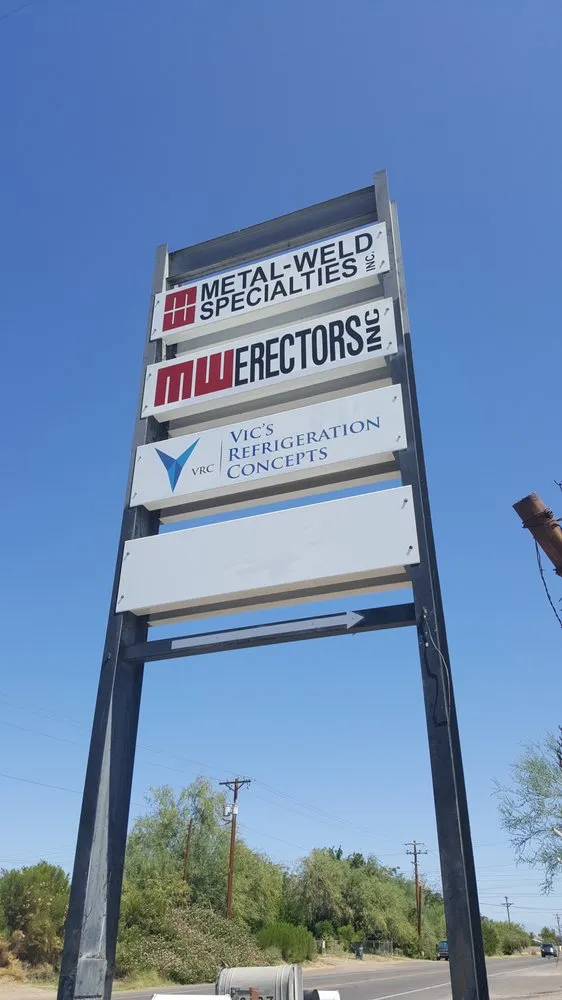 METAL-WELD
SPECIALTIES INC.
MW ERECTORS INC
VRC
VIC'S
REFRIGERATION
CONCEPTS